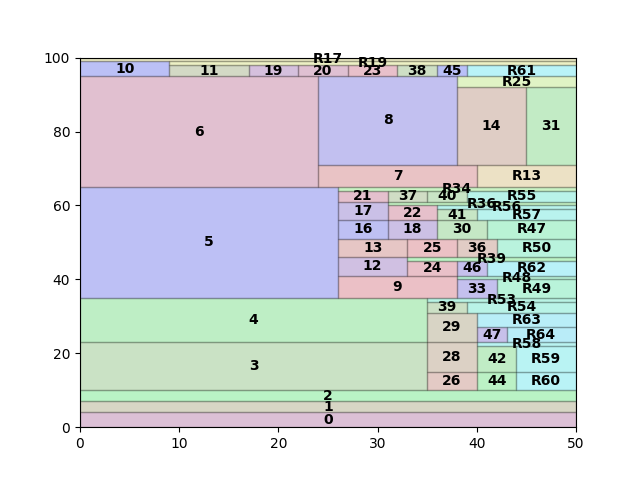 100
R17
R19
10 11 19 20 23 38 45 R61
R25
80
6 8 14 31
7 R13
R34
21 37 40 R55
60
R36 R56
17 22 41 R57
16 18 30 R47
5 13 25 36 R50
R39
12 24 46 R62
40
R48
9 33 R49
R53
39 R54
4 29 R63
47 R64
R58
20
3 28 42 R59
26 44 R60
2
1
0
0
0 10 20 30 40 50